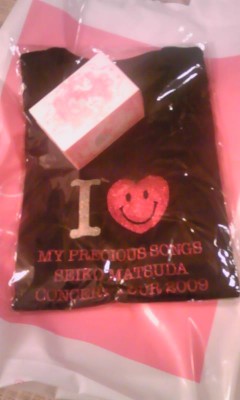 I
MY PRECIOUS SONGS
SEIKO MATSUDA
CONCERT TOUR 2009